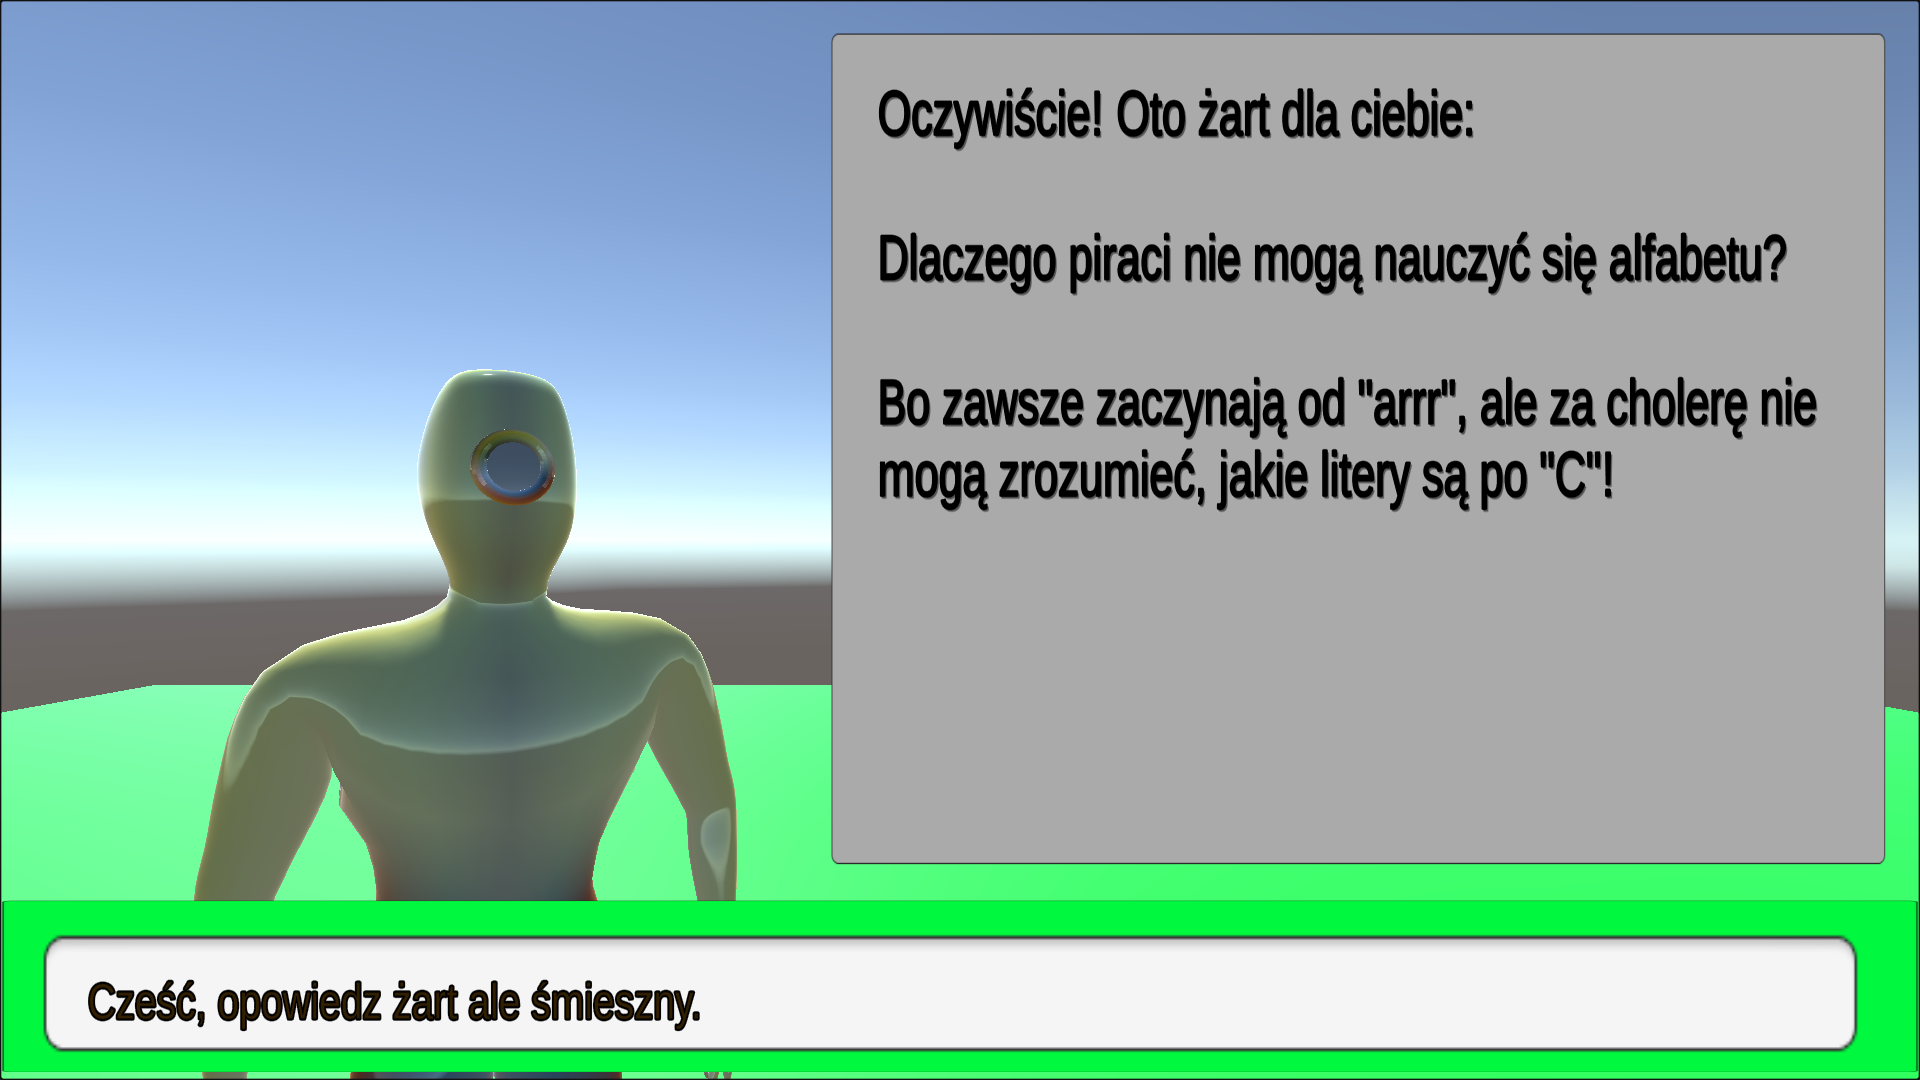 Oczywiście! Oto żart dla ciebie:
Dlaczego piraci nie mogą nauczyć się alfabetu?
Bo zawsze zaczynają od "arrr", ale za cholerę nie
mogą zrozumieć, jakie litery są po "C"!
Cześć, opowiedz żart ale śmieszny.